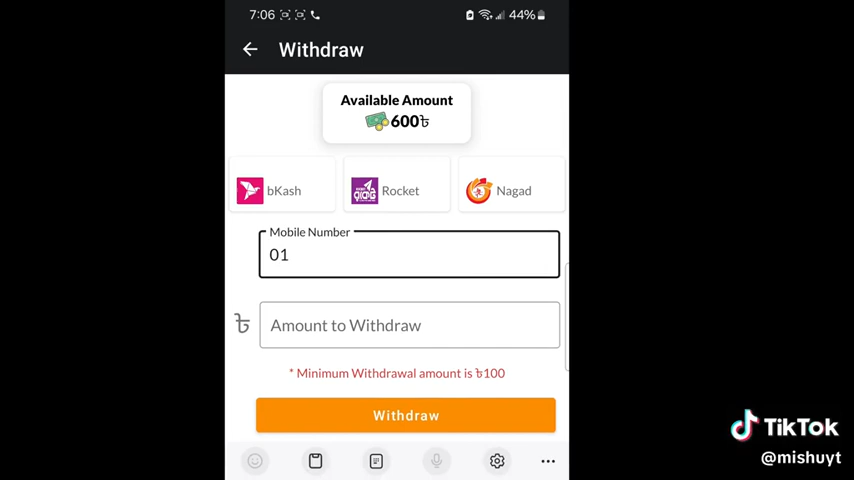 7:06 44%
Withdraw
Available Amount
600৳
bKash Rocket Nagad
Mobile Number
01
৳ Amount to Withdraw
* Minimum Withdrawal amount is ৳100
Withdraw
TikTok
@mishuyt